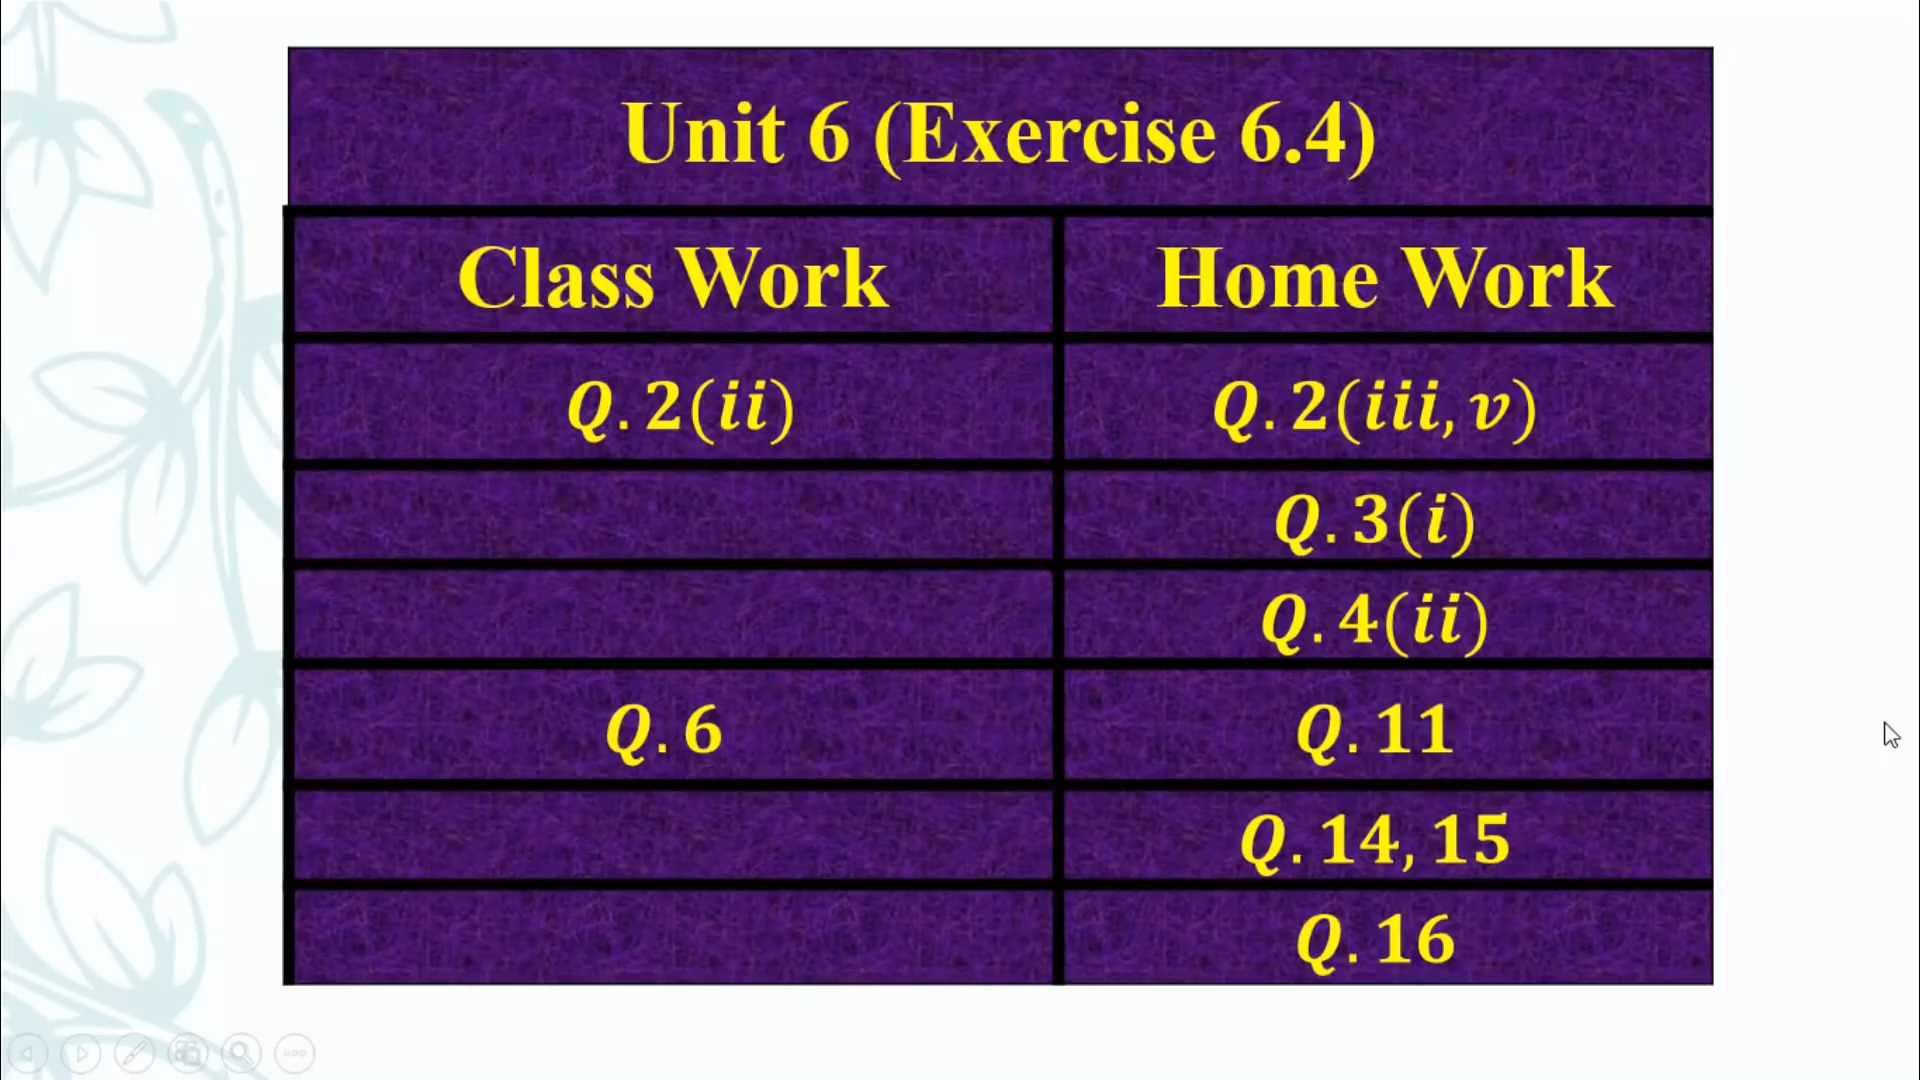 Unit 6 (Exercise 6.4)
Class Work
Home Work
Q. 2(ii)
Q. 2(iii, v)
Q. 3(i)
Q. 4(ii)
Q. 6
Q. 11
Q. 14, 15
Q. 16